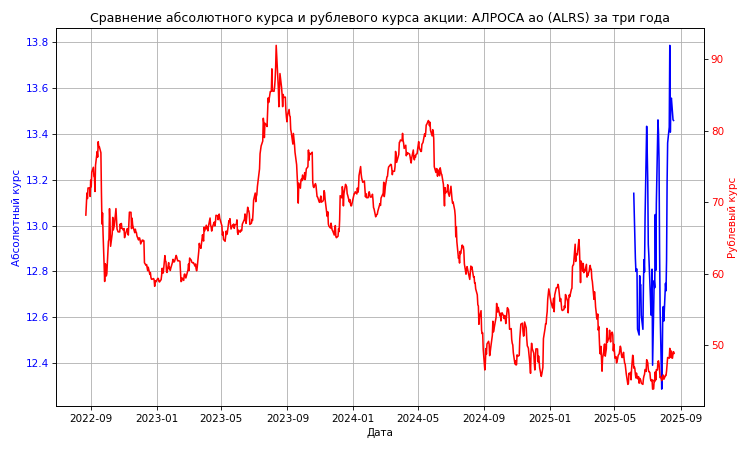 Сравнение абсолютного курса и рублевого курса акции: АЛРОСА ао (ALRS) за три года
13.8
13.6
13.4
13.2
13.0
12.8
12.6
12.4
Абсолютный курс
90
80
70
60
50
Рублевый курс
2022-09 2023-01 2023-05 2023-09 2024-01 2024-05 2024-09 2025-01 2025-05 2025-09
Дата